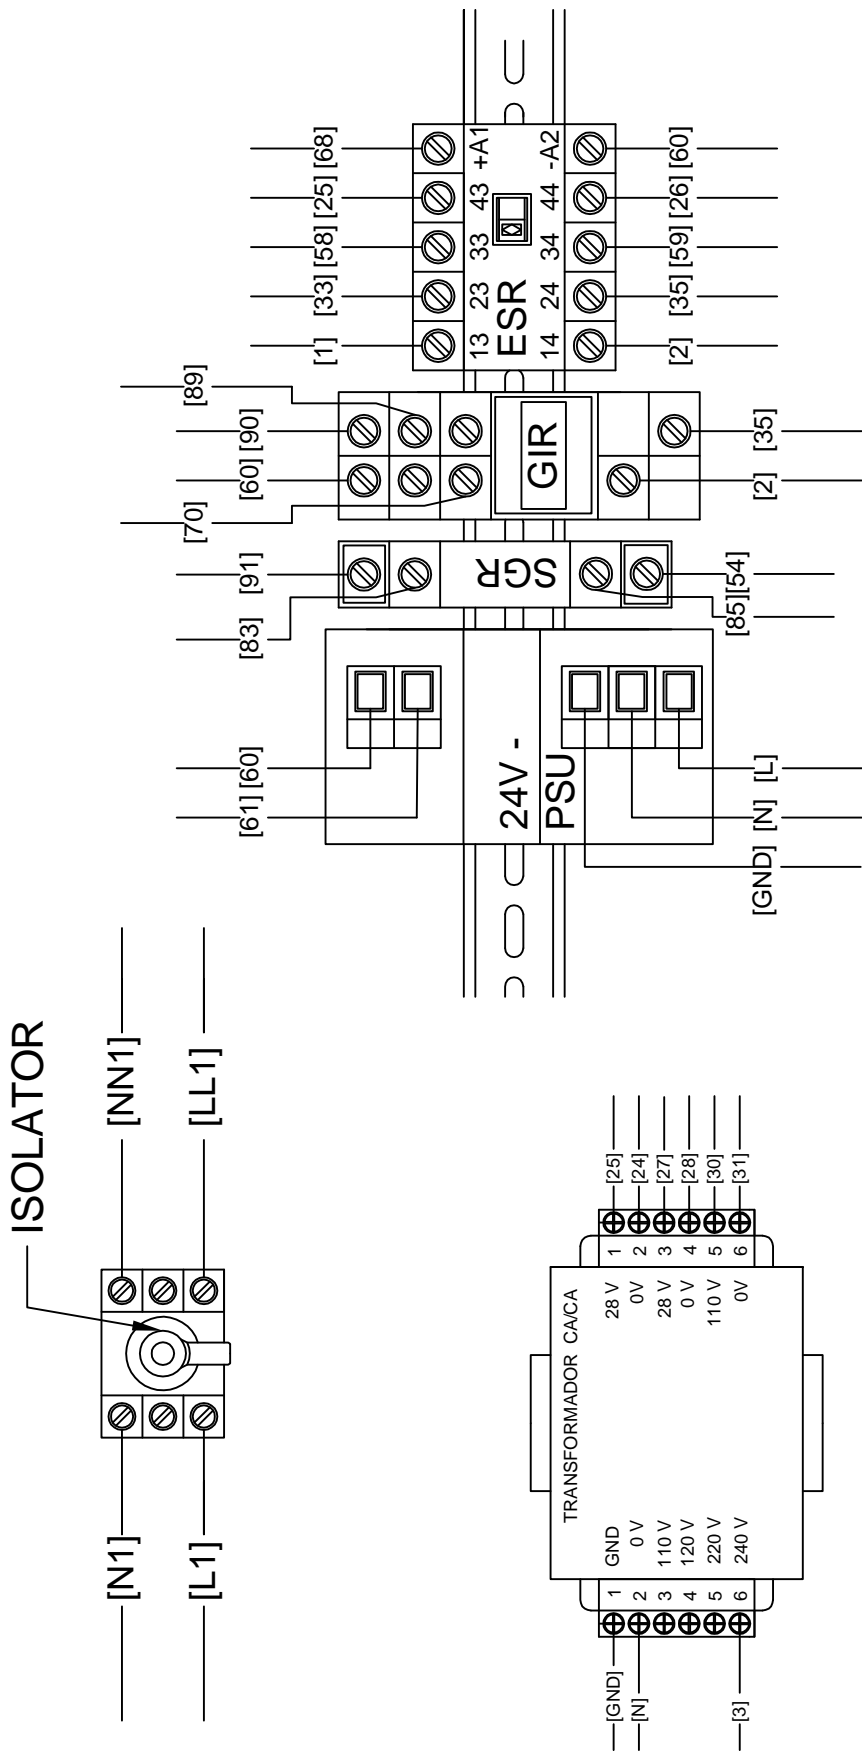 ISOLATOR
[NN1]
[LL1]
[N1]
[L1]
[68]
[25]
[58]
[33]
[1]
+A1
43
33
23
13
ESR
-A2
44
34
24
14
[60]
[26]
[59]
[35]
[2]
[89]
[90]
[60]
[70]
GIR
[35]
[2]
[91]
[83]
SGR
[54]
[85]
[60]
[61]
24V -
PSU
[L]
[N]
[GND]
TRANSFORMADOR CA/CA
[25]
[24]
[27]
[28]
[30]
[31]
1
2
3
4
5
6
28 V
0V
28 V
0 V
110 V
0V
GND
0 V
110 V
120 V
220 V
240 V
1
2
3
4
5
6
[GND]
[N]
[3]